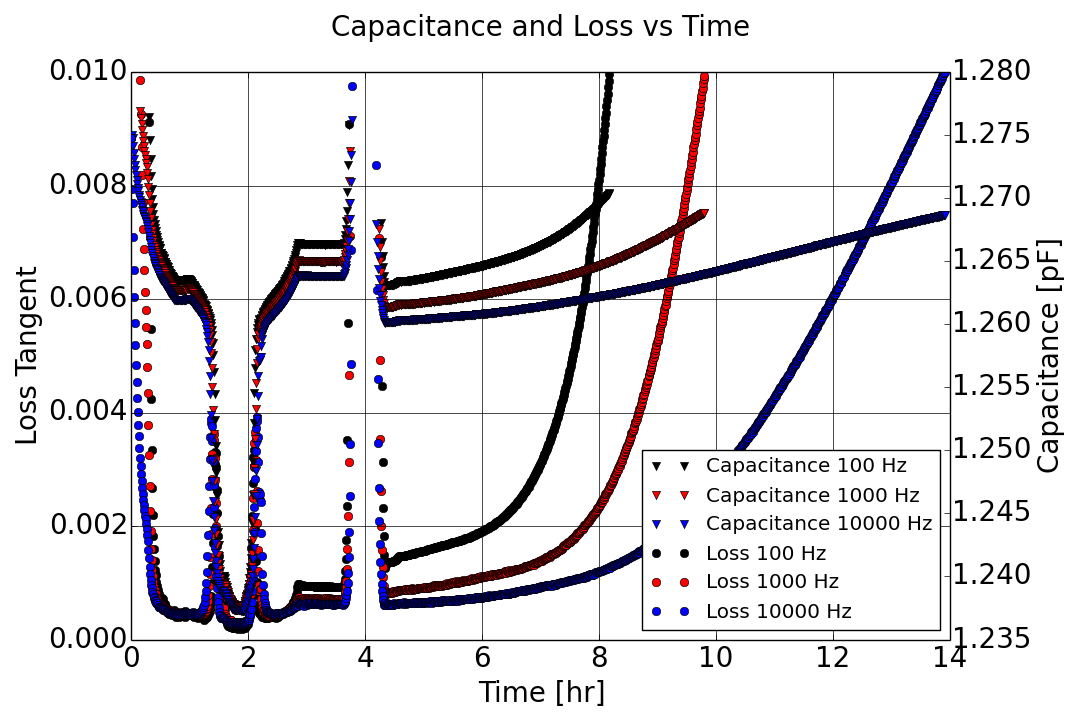 Capacitance and Loss vs Time
0.010
0.008
0.006
0.004
0.002
0.000
Loss Tangent
1.280
1.275
1.270
1.265
1.260
1.255
1.250
1.245
1.240
1.235
Capacitance [pF]
Capacitance 100 Hz
Capacitance 1000 Hz
Capacitance 10000 Hz
Loss 100 Hz
Loss 1000 Hz
Loss 10000 Hz
0 2 4 6 8 10 12 14
Time [hr]